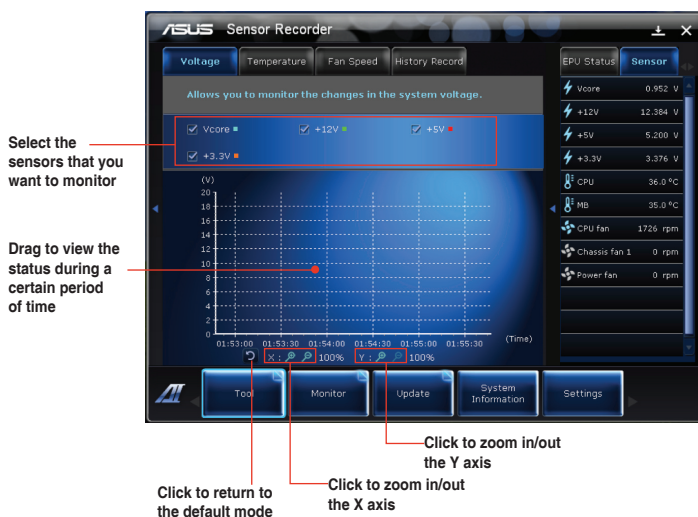 ASUS Sensor Recorder
Voltage
Temperature
Fan Speed
History Record
EPU Status
Sensor
Allows you to monitor the changes in the system voltage.
Vcore
+12V
+5V
+3.3V
Vcore 0.952 V
+12V 12.384 V
+5V 5.200 V
+3.3V 3.376 V
CPU 36.0 °C
MB 35.0 °C
CPU fan 1726 rpm
Chassis fan 1 0 rpm
Power fan 0 rpm
Select the
sensors that you
want to monitor
Drag to view the
status during a
certain period
of time
(V)
20
18
16
14
12
10
8
6
4
2
0
01:53:00 01:53:30 01:54:00 01:54:30 01:55:00 01:55:30
(Time)
X : 100%
Y : 100%
AI
Tool
Monitor
Update
System
Information
Settings
Click to zoom in/out
the Y axis
Click to zoom in/out
the X axis
Click to return to
the default mode